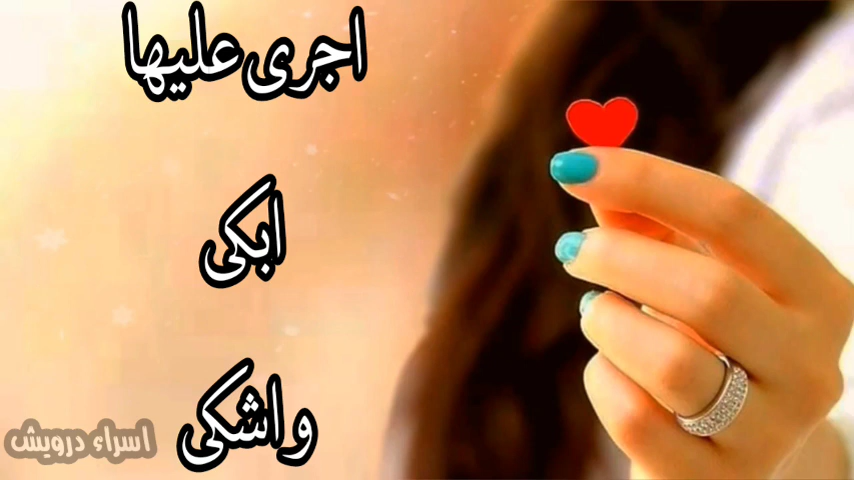 اجرى عليها
ابكى
واشكى
اسراء درويش